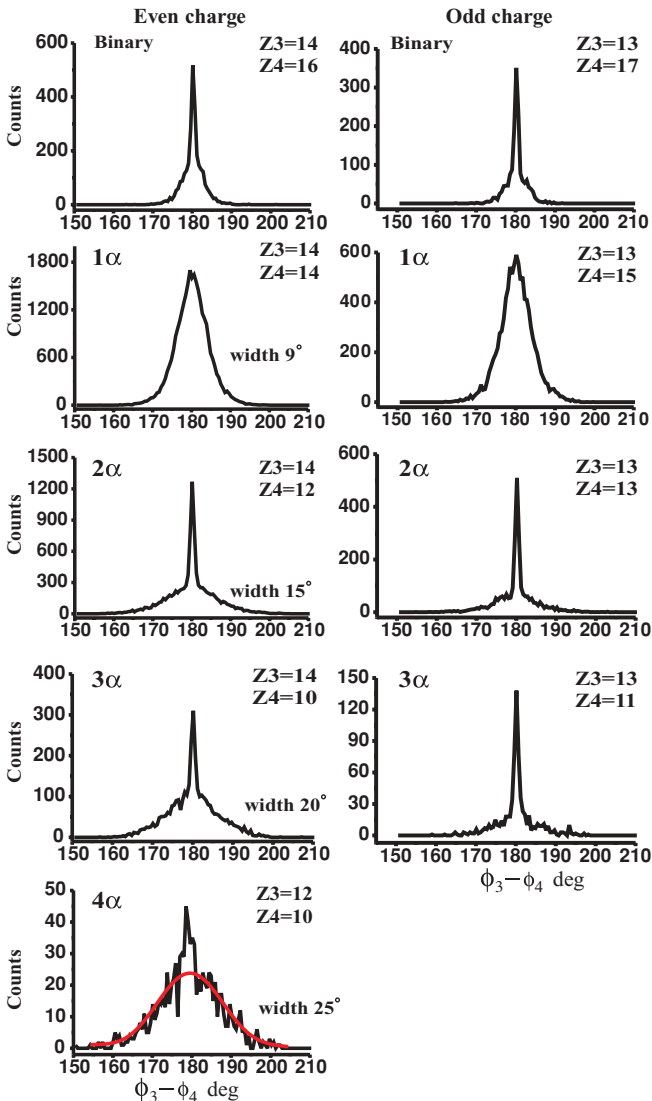 Even charge
Odd charge
Binary
Z3=14
Z4=16
600
400
200
0
Counts
150 160 170 180 190 200 210
Binary
Z3=13
Z4=17
400
300
200
100
0
150 160 170 180 190 200 210
1α
Z3=14
Z4=14
width 9°
1800
1200
600
0
Counts
150 160 170 180 190 200 210
1α
Z3=13
Z4=15
600
400
200
0
150 160 170 180 190 200 210
2α
Z3=14
Z4=12
width 15°
1500
1200
900
600
300
0
Counts
150 160 170 180 190 200 210
2α
Z3=13
Z4=13
600
400
200
0
150 160 170 180 190 200 210
3α
Z3=14
Z4=10
width 20°
400
300
200
100
0
Counts
150 160 170 180 190 200 210
3α
Z3=13
Z4=11
150
120
90
60
30
0
150 160 170 180 190 200 210
ϕ₃−ϕ₄ deg
4α
Z3=12
Z4=10
width 25°
50
40
30
20
10
0
Counts
150 160 170 180 190 200 210
ϕ₃−ϕ₄ deg